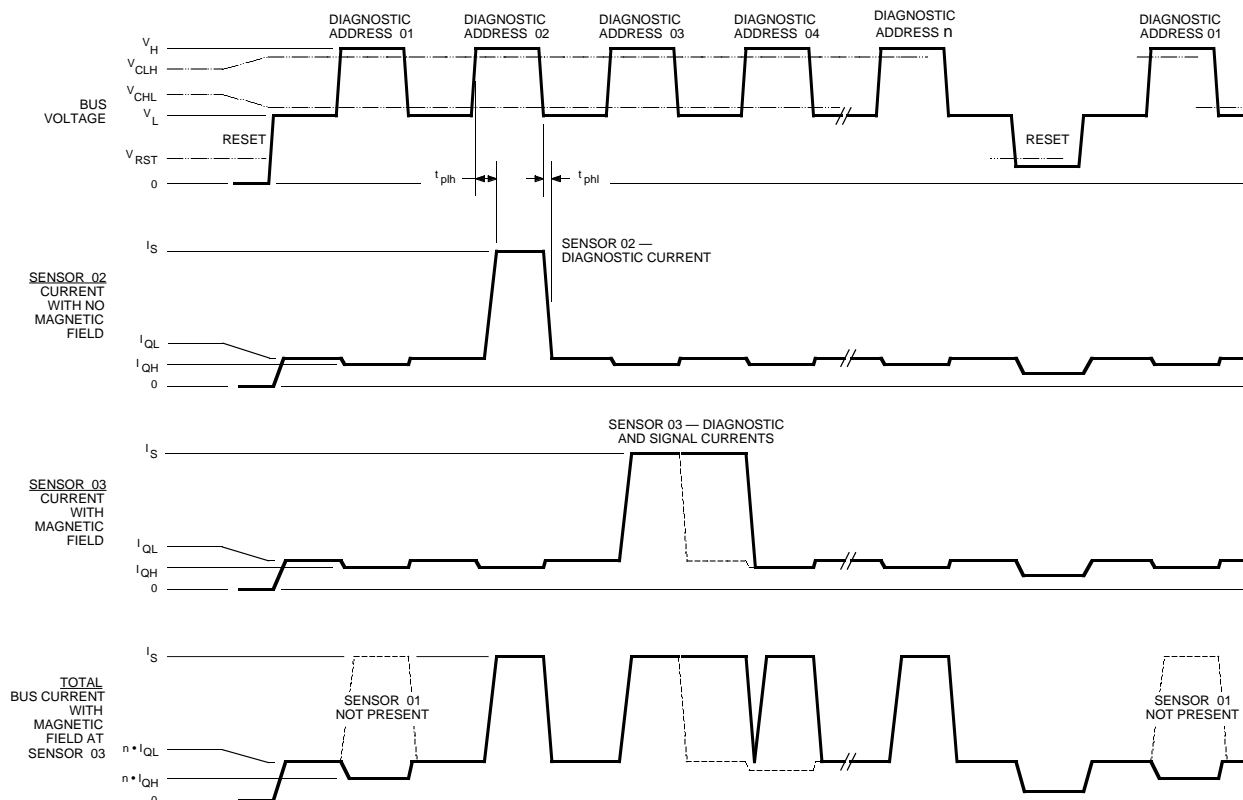 DIAGNOSTIC
ADDRESS 01
DIAGNOSTIC
ADDRESS 02
DIAGNOSTIC
ADDRESS 03
DIAGNOSTIC
ADDRESS 04
DIAGNOSTIC
ADDRESS n
DIAGNOSTIC
ADDRESS 01
VH
VCLH
VCHL
VL
BUS
VOLTAGE
RESET
RESET
VRST
0
tplh
tphl
IS
SENSOR 02 —
DIAGNOSTIC CURRENT
SENSOR 02
CURRENT
WITH NO
MAGNETIC
FIELD
IQL
IQH
0
SENSOR 03 — DIAGNOSTIC
AND SIGNAL CURRENTS
IS
SENSOR 03
CURRENT
WITH
MAGNETIC
FIELD
IQL
IQH
0
IS
TOTAL
BUS CURRENT
WITH
MAGNETIC
FIELD AT
SENSOR 03
SENSOR 01
NOT PRESENT
SENSOR 01
NOT PRESENT
n • IQL
n • IQH
0